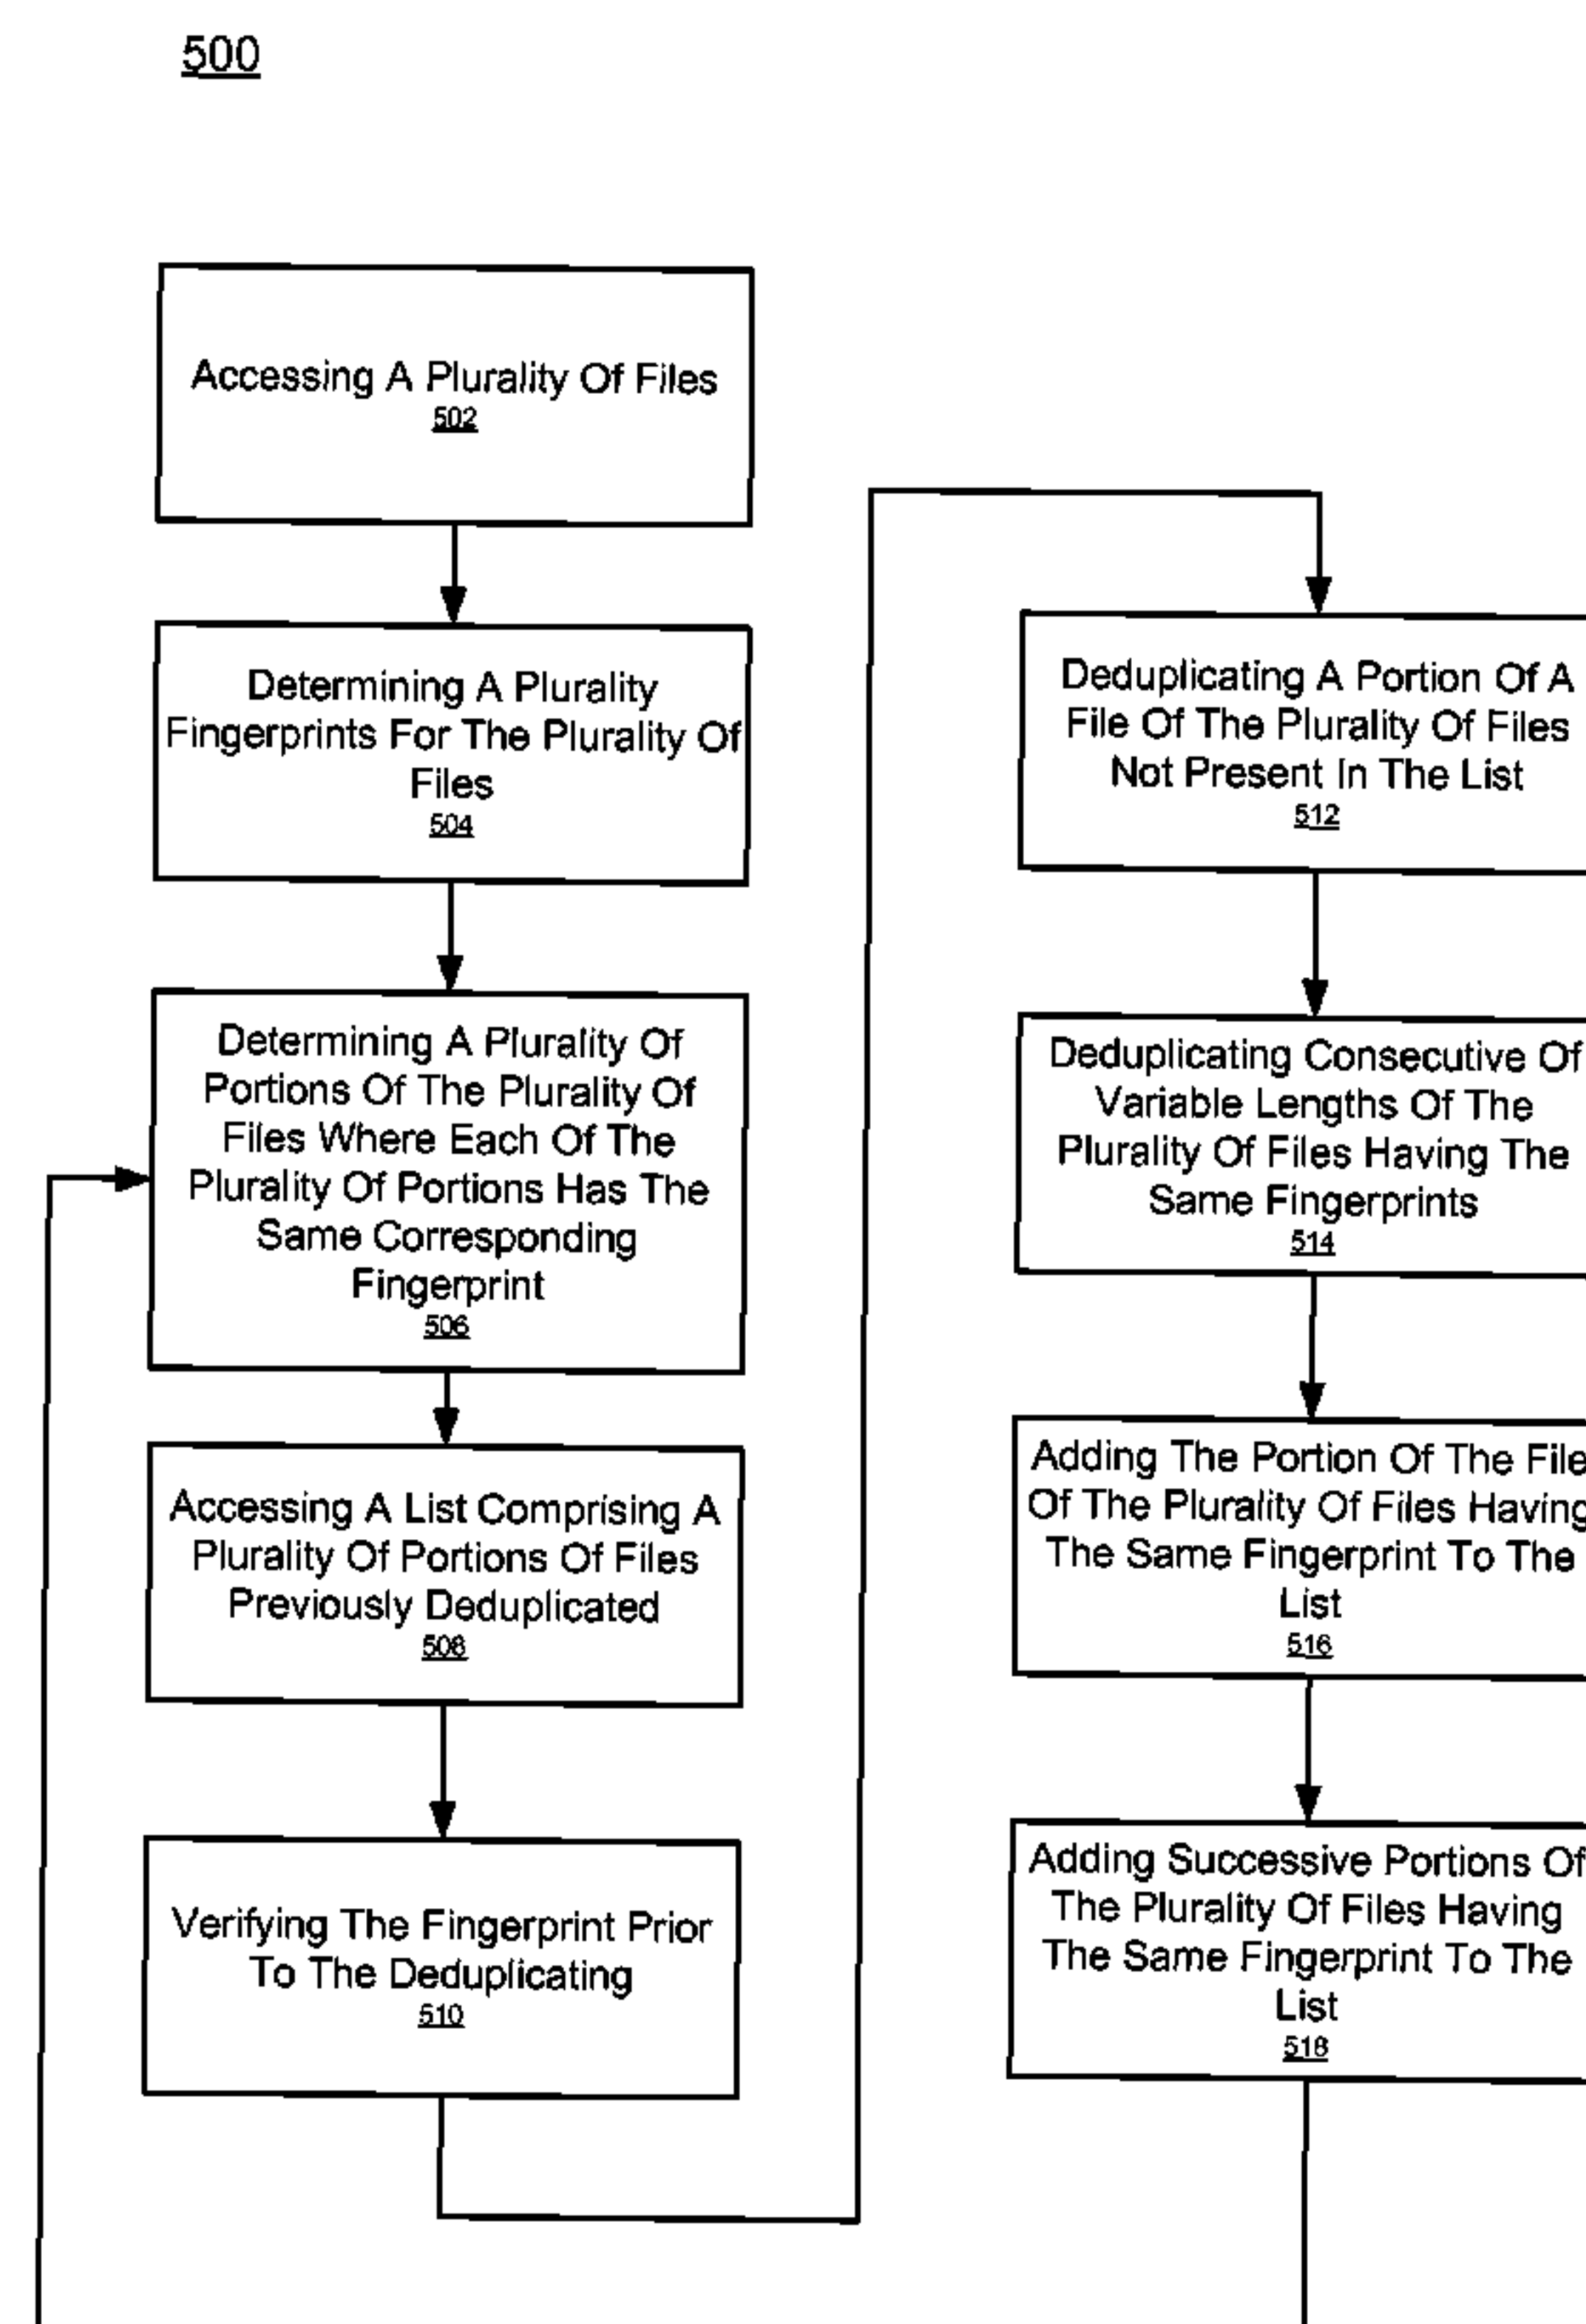 500
Accessing A Plurality Of Files
502
Determining A Plurality
Fingerprints For The Plurality Of
Files
504
Determining A Plurality Of
Portions Of The Plurality Of
Files Where Each Of The
Plurality Of Portions Has The
Same Corresponding
Fingerprint
506
Accessing A List Comprising A
Plurality Of Portions Of Files
Previously Deduplicated
508
Verifying The Fingerprint Prior
To The Deduplicating
510
Deduplicating A Portion Of A
File Of The Plurality Of Files
Not Present In The List
512
Deduplicating Consecutive Of
Variable Lengths Of The
Plurality Of Files Having The
Same Fingerprints
514
Adding The Portion Of The File
Of The Plurality Of Files Having
The Same Fingerprint To The
List
516
Adding Successive Portions Of
The Plurality Of Files Having
The Same Fingerprint To The
List
518